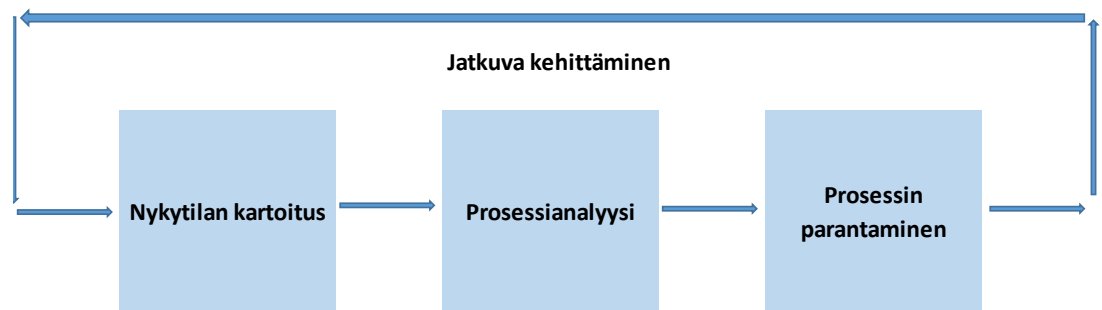 Jatkuva kehittäminen
Nykytilan kartoitus
Prosessianalyysi
Prosessin
parantaminen